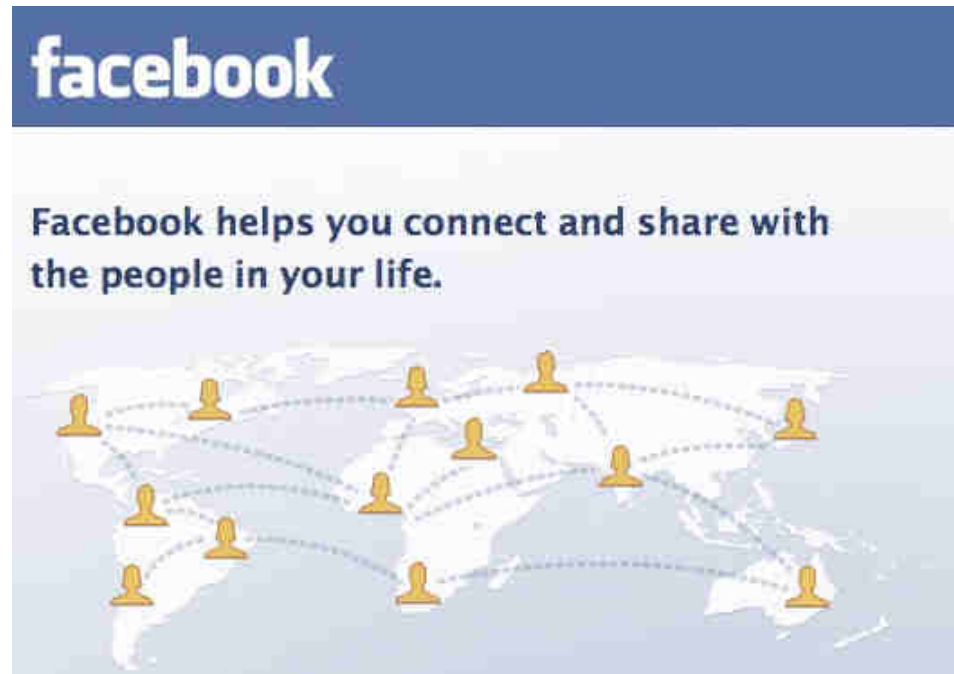 facebook
Facebook helps you connect and share with
the people in your life.